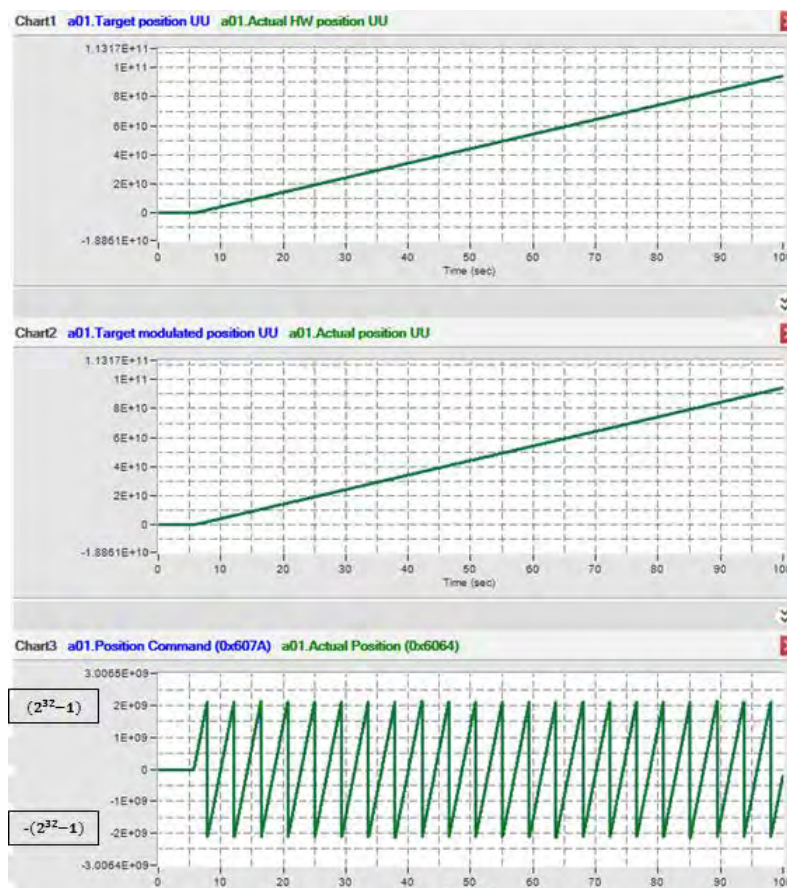 Chart1 a01.Target position UU a01.Actual HW position UU
1.1317E+11
1E+11
8E+10
6E+10
4E+10
2E+10
0
-1.8861E+10
0 10 20 30 40 50 60 70 80 90 100
Time (sec)
Chart2 a01.Target modulated position UU a01.Actual position UU
1.1317E+11
1E+11
8E+10
6E+10
4E+10
2E+10
0
-1.8861E+10
0 10 20 30 40 50 60 70 80 90 100
Time (sec)
Chart3 a01.Position Command (0x607A) a01.Actual Position (0x6064)
3.0065E+09
(2³²−1)
2E+09
1E+09
0
-1E+09
-(2³²−1)
-2E+09
-3.0064E+09
0 10 20 30 40 50 60 70 80 90 100